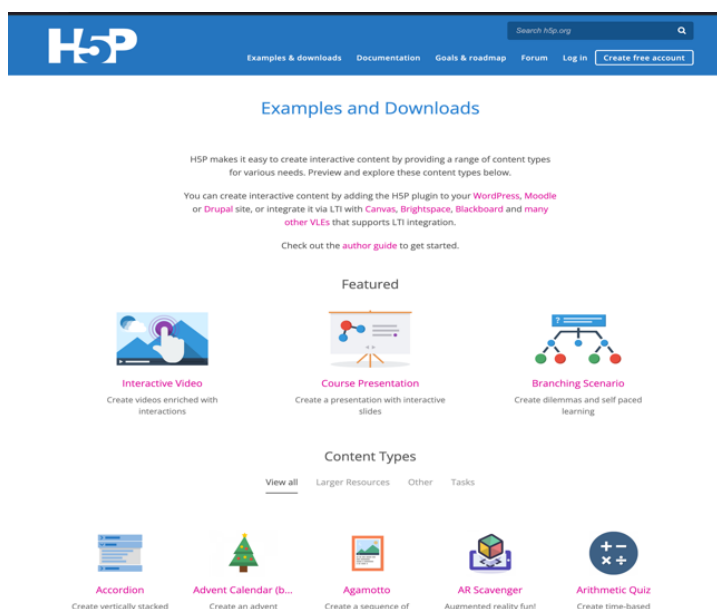 H5P
Search h5p.org
Examples & downloads Documentation Goals & roadmap Forum Log in Create free account
Examples and Downloads
H5P makes it easy to create interactive content by providing a range of content types
for various needs. Preview and explore these content types below.
You can create interactive content by adding the H5P plugin to your WordPress, Moodle
or Drupal site, or integrate it via LTI with Canvas, Brightspace, Blackboard and many
other VLEs that supports LTI integration.
Check out the author guide to get started.
Featured
Interactive Video Course Presentation Branching Scenario
Create videos enriched with Create a presentation with interactive Create dilemmas and self paced
interactions slides learning
Content Types
View all Larger Resources Other Tasks
Accordion Advent Calendar (b... Agamotto AR Scavenger Arithmetic Quiz
Create vertically stacked Create an advent Create a sequence of Augmented reality fun! Create time-based